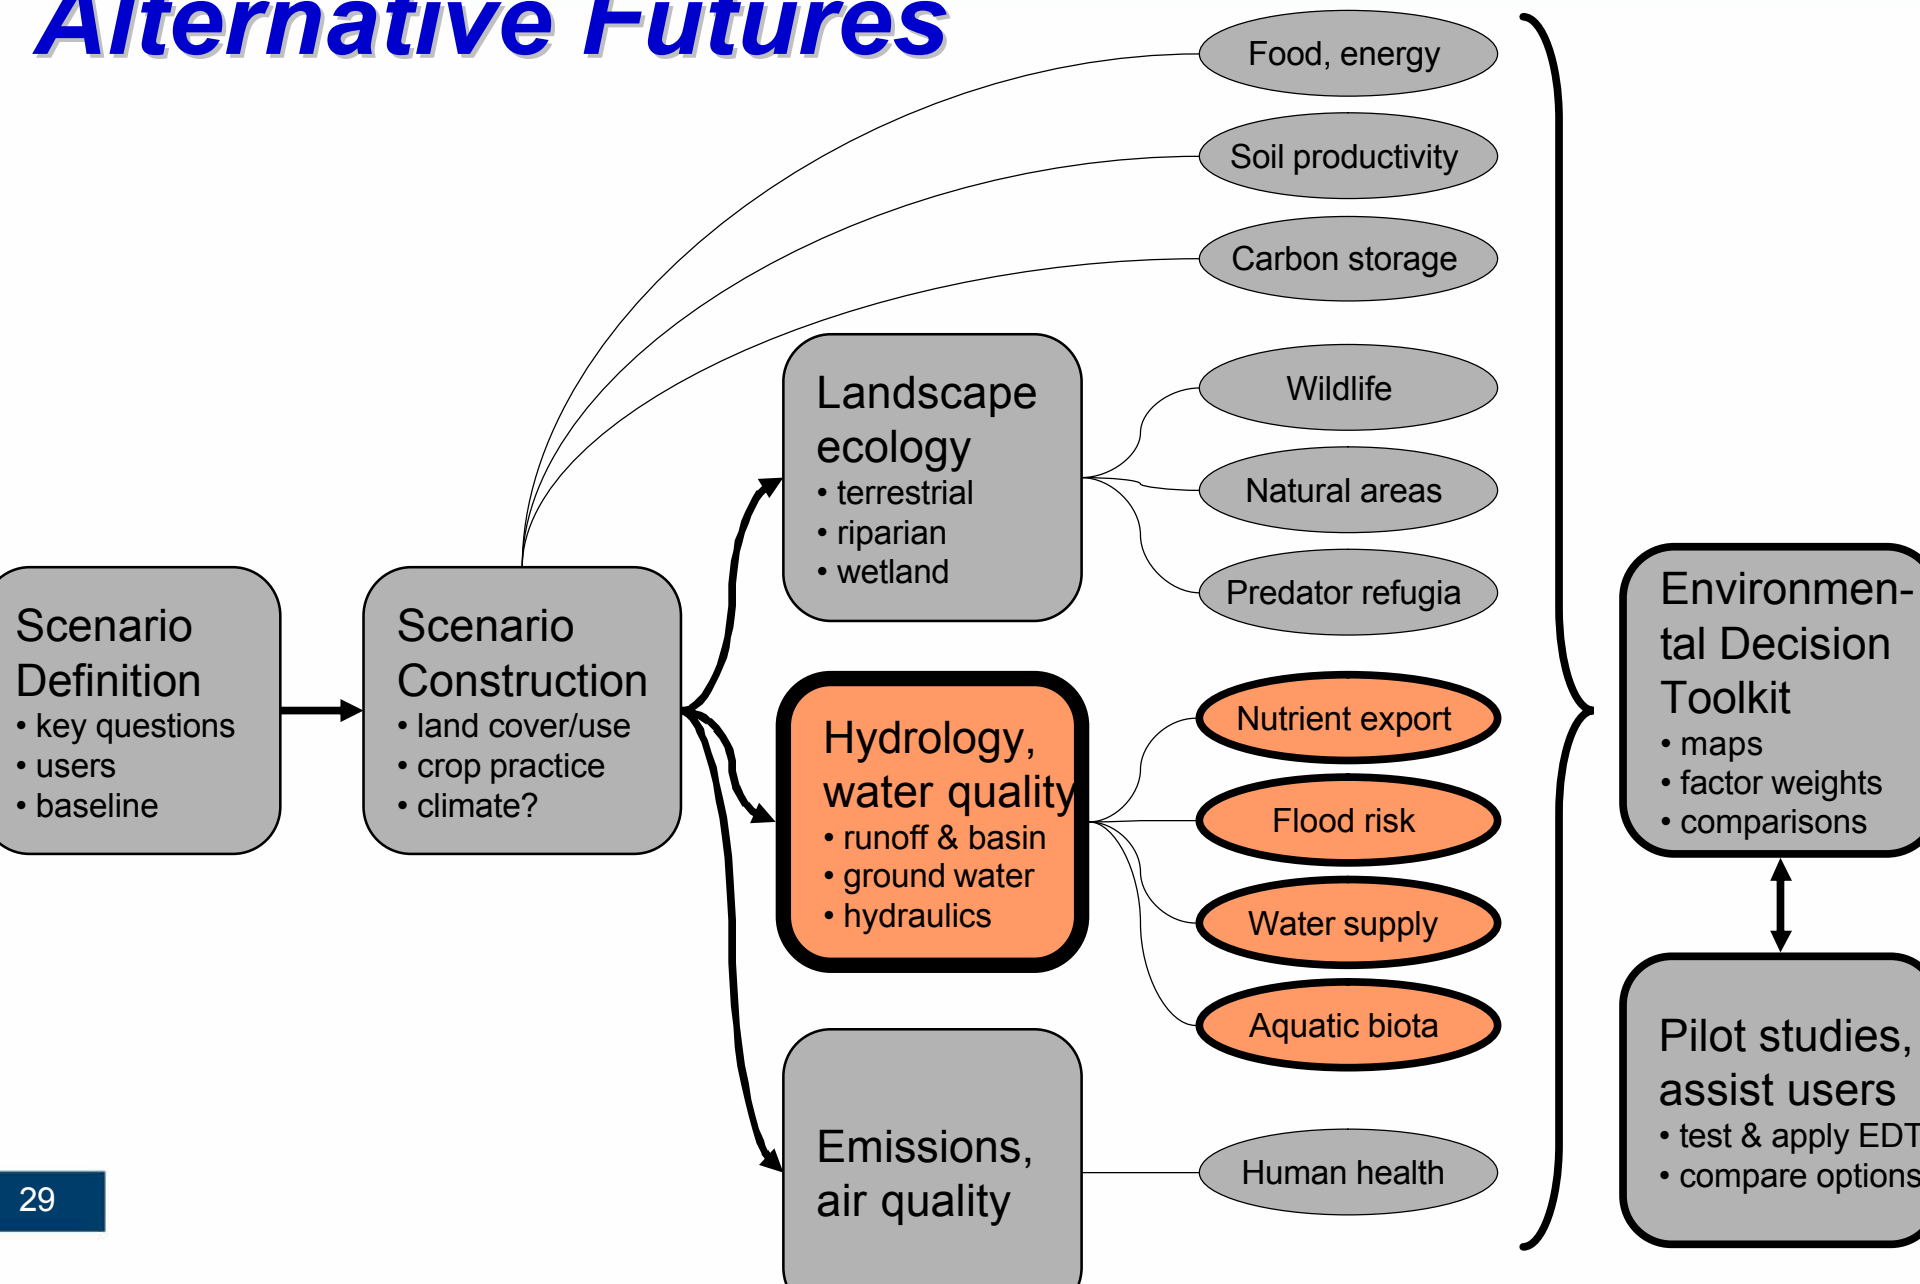 Alternative Futures
Food, energy
Soil productivity
Carbon storage
Landscape
ecology
• terrestrial
• riparian
• wetland
Wildlife
Natural areas
Predator refugia
Scenario
Definition
• key questions
• users
• baseline
Scenario
Construction
• land cover/use
• crop practice
• climate?
Hydrology,
water quality
• runoff & basin
• ground water
• hydraulics
Nutrient export
Flood risk
Water supply
Aquatic biota
Emissions,
air quality
Human health
Environmen-
tal Decision
Toolkit
• maps
• factor weights
• comparisons
Pilot studies,
assist users
• test & apply EDT
• compare options
29